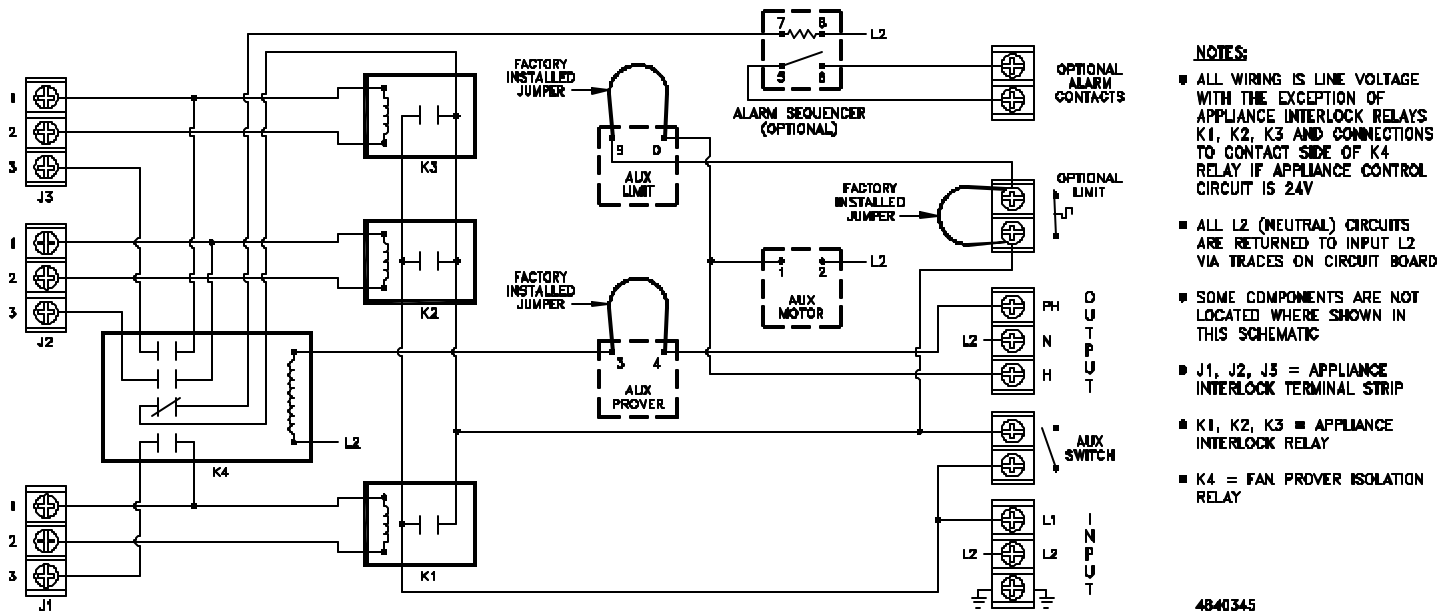 7 8
L2
5 6
ALARM SEQUENCER
(OPTIONAL)
OPTIONAL
ALARM
CONTACTS
FACTORY
INSTALLED
JUMPER
9 D
AUX
LIMIT
FACTORY
INSTALLED
JUMPER
OPTIONAL
LIMIT
1
2
3
J3
K3
1
2
3
J2
K2
1 2
L2
AUX
MOTOR
FACTORY
INSTALLED
JUMPER
3 4
AUX
PROVER
PH
L2 N
H
OUTPUT
L2
K4
AUX
SWITCH
1
2
3
J1
K1
L1
L2 L2
INPUT
NOTES:
■ ALL WIRING IS LINE VOLTAGE
WITH THE EXCEPTION OF
APPLIANCE INTERLOCK RELAYS
K1, K2, K3 AND CONNECTIONS
TO CONTACT SIDE OF K4
RELAY IF APPLIANCE CONTROL
CIRCUIT IS 24V
■ ALL L2 (NEUTRAL) CIRCUITS
ARE RETURNED TO INPUT L2
VIA TRACES ON CIRCUIT BOARD
■ SOME COMPONENTS ARE NOT
LOCATED WHERE SHOWN IN
THIS SCHEMATIC
■ J1, J2, J3 = APPLIANCE
INTERLOCK TERMINAL STRIP
■ K1, K2, K3 = APPLIANCE
INTERLOCK RELAY
■ K4 = FAN PROVER ISOLATION
RELAY
4840345